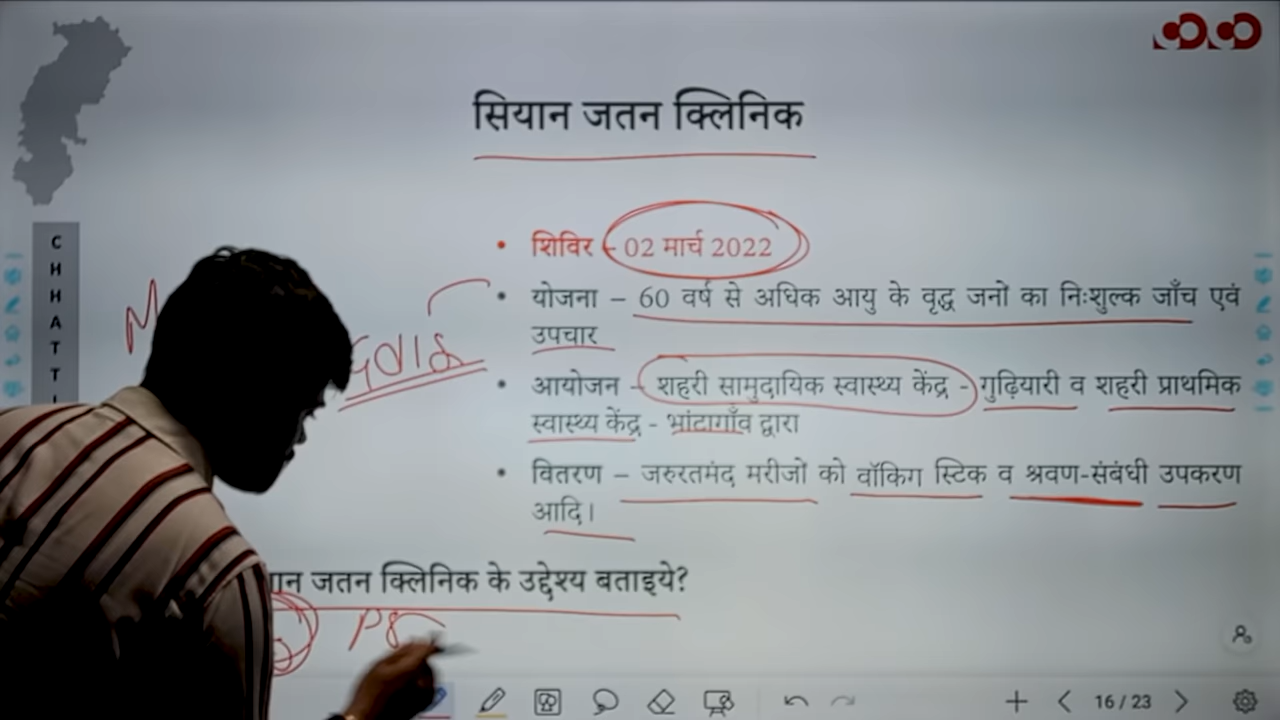 सियान जतन क्लिनिक
• शिविर – 02 मार्च 2022
• योजना – 60 वर्ष से अधिक आयु के वृद्ध जनों का निःशुल्क जाँच एवं
उपचार
• आयोजन – शहरी सामुदायिक स्वास्थ्य केंद्र - गुढ़ियारी व शहरी प्राथमिक
स्वास्थ्य केंद्र - भांटागाँव द्वारा
• वितरण – जरुरतमंद मरीजों को वॉकिंग स्टिक व श्रवण-संबंधी उपकरण
आदि।
जतन क्लिनिक के उद्देश्य बताइये?
C
H
H
A
T
T
16 / 23